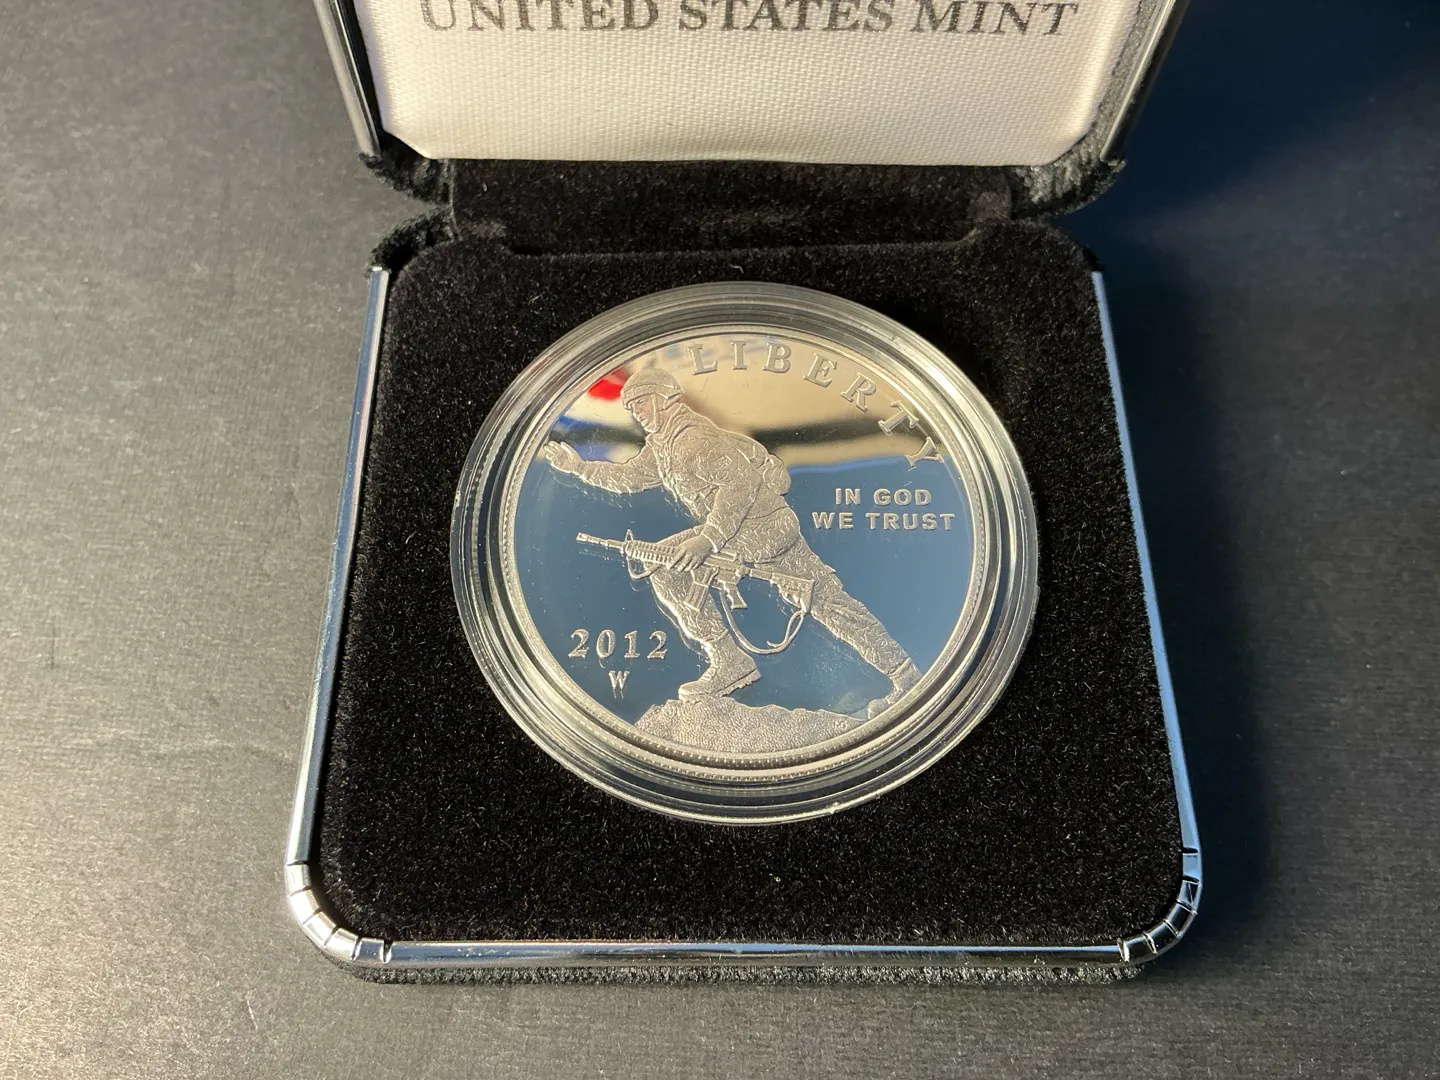 UNITED STATES MINT
LIBERTY
IN GOD
WE TRUST
2012
W